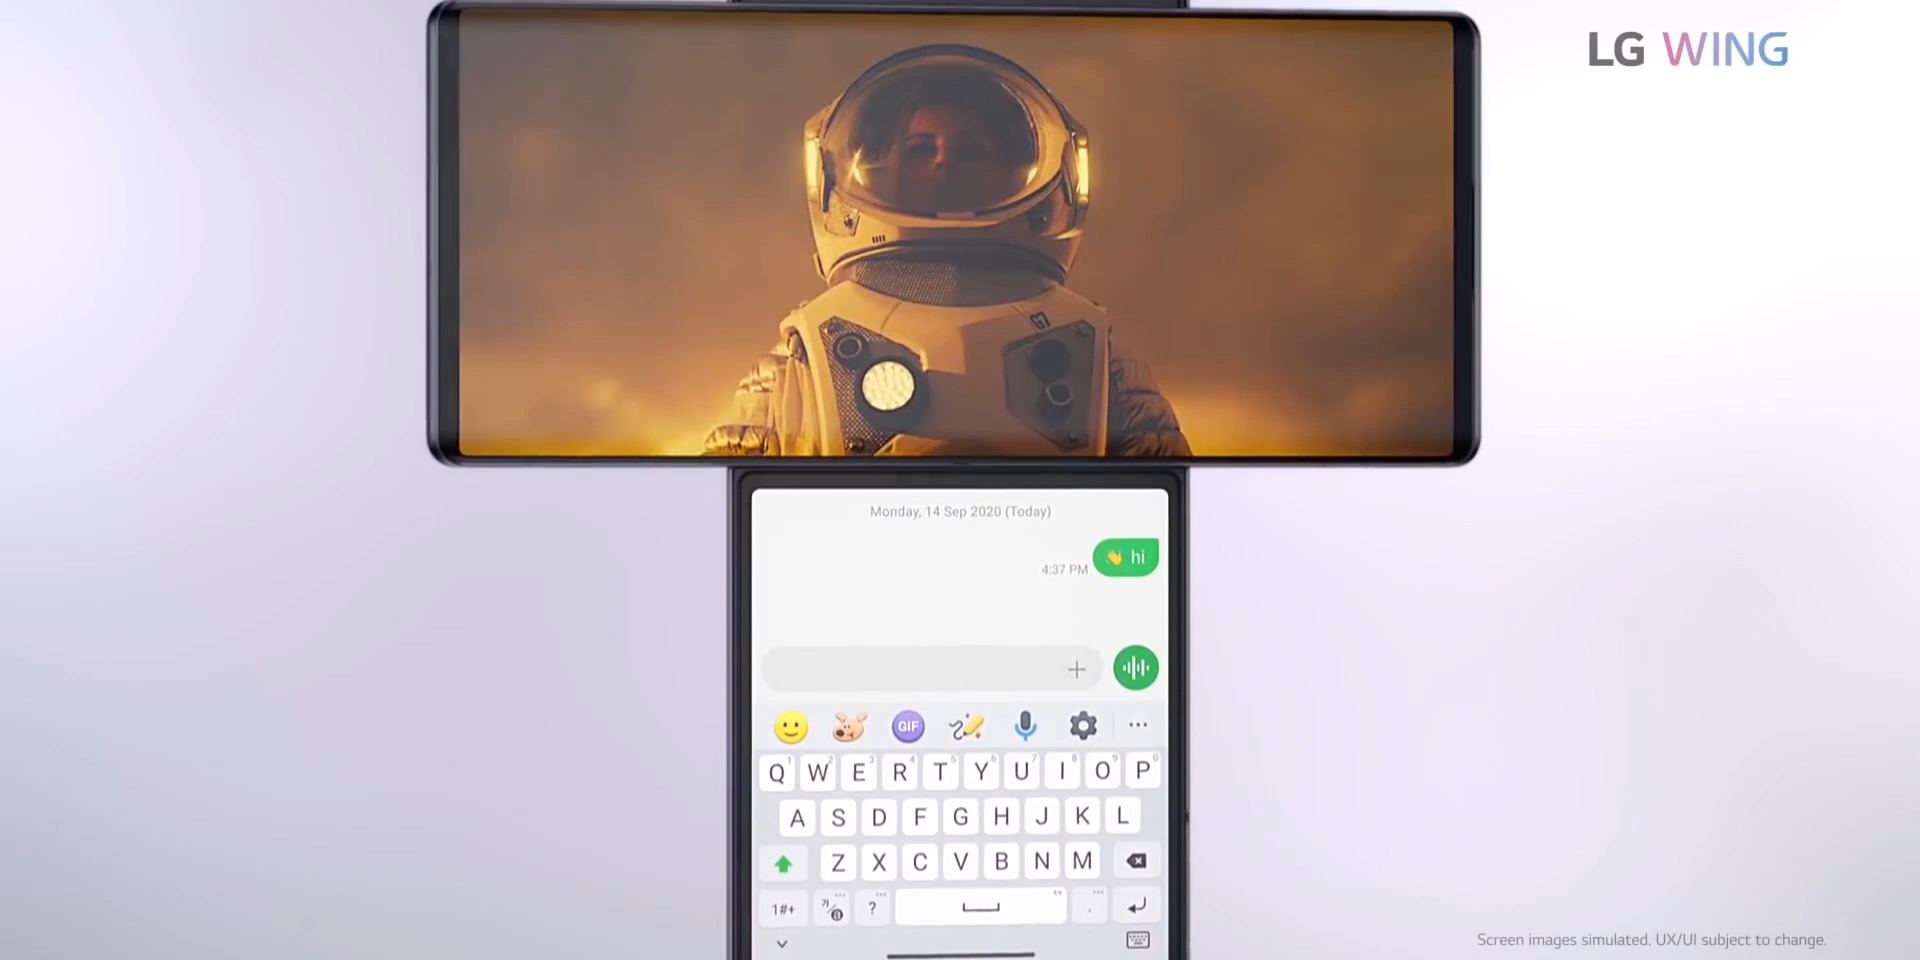 LG WING
Monday, 14 Sep 2020 (Today)
👋 hi
4:37 PM
GIF
Q W E R T Y U I O P
A S D F G H J K L
Z X C V B N M
1#+ ? .
Screen images simulated. UX/UI subject to change.